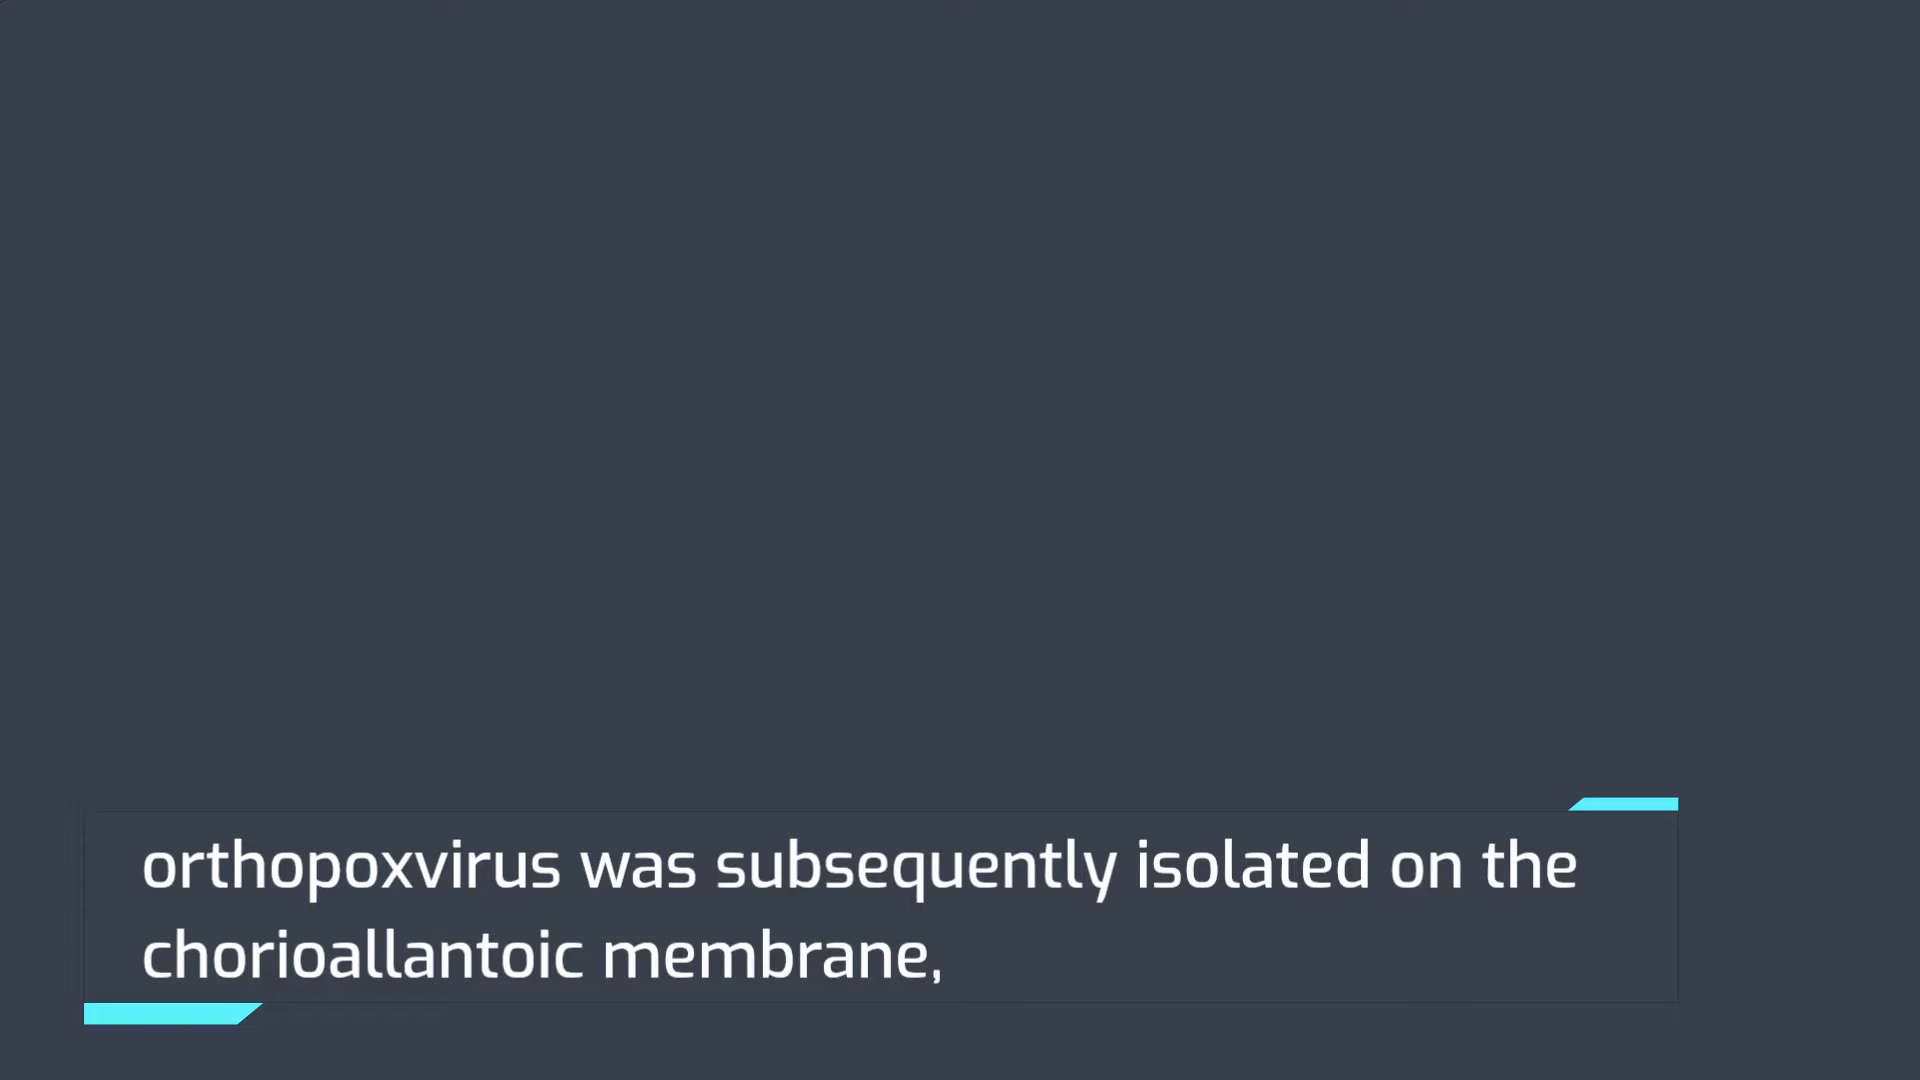 orthopoxvirus was subsequently isolated on the
chorioallantoic membrane,